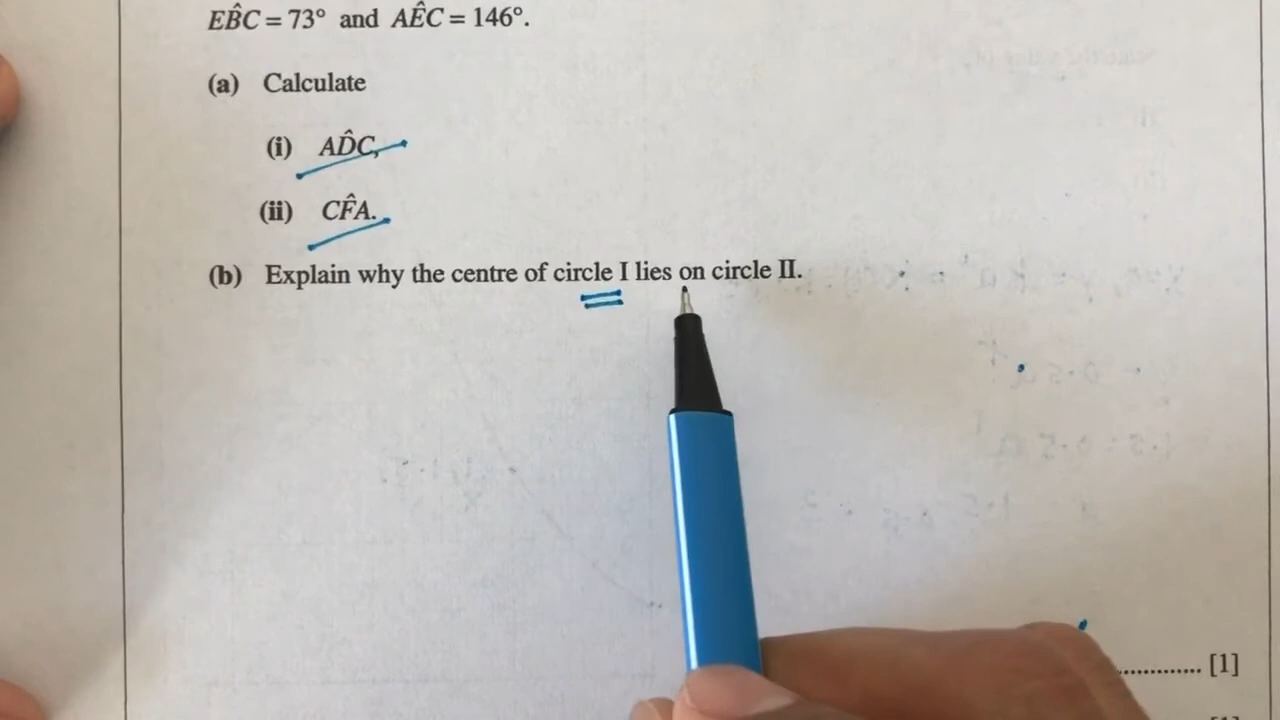 EB̂C = 73° and AÊC = 146°.
(a) Calculate
(i) AD̂C,
(ii) CF̂A.
(b) Explain why the centre of circle I lies on circle II.
[1]